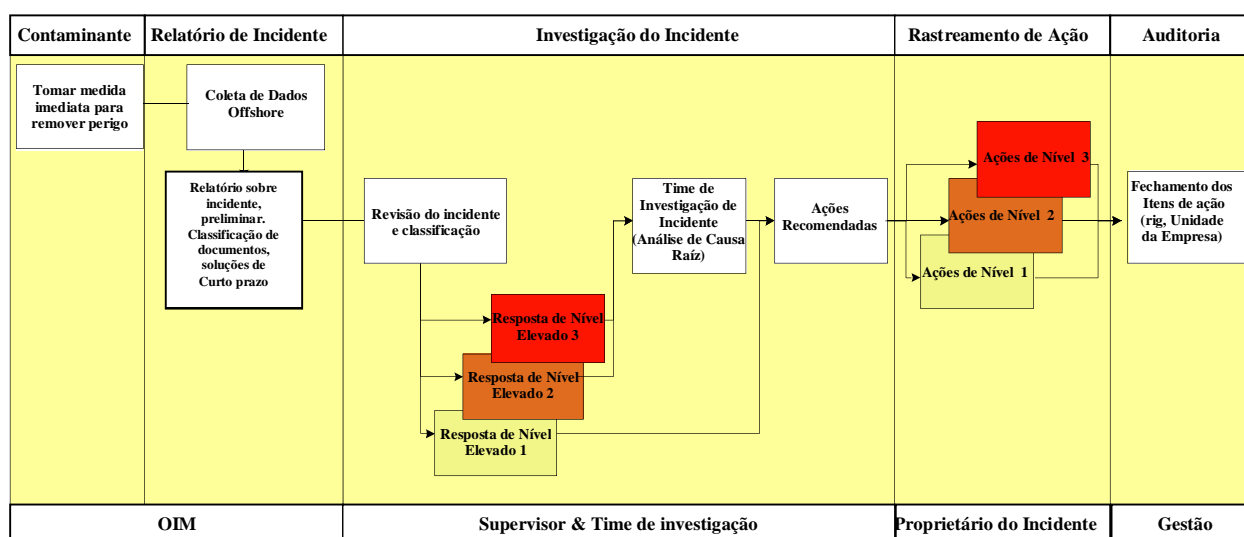 Contaminante
Relatório de Incidente
Investigação do Incidente
Rastreamento de Ação
Auditoria
Tomar medida
imediata para
remover perigo
Coleta de Dados
Offshore
Relatório sobre
incidente,
preliminar.
Classificação de
documentos,
soluções de
Curto prazo
Revisão do incidente
e classificação
Resposta de Nível
Elevado 3
Resposta de Nível
Elevado 2
Resposta de Nível
Elevado 1
Time de
Investigação de
Incidente
(Análise de Causa
Raíz)
Ações
Recomendadas
Ações de Nível 3
Ações de Nível 2
Ações de Nível 1
Fechamento dos
Itens de ação
(rig, Unidade
da Empresa)
OIM
Supervisor & Time de investigação
Proprietário do Incidente
Gestão